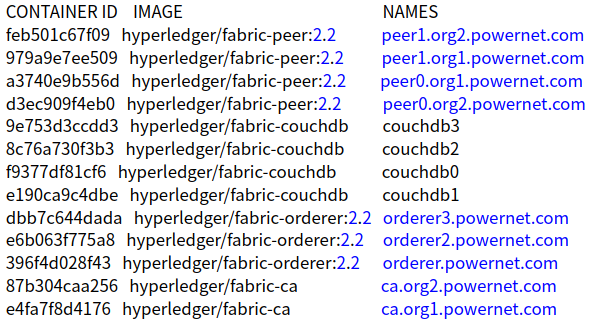 CONTAINER ID IMAGE NAMES
feb501c67f09 hyperledger/fabric-peer:2.2 peer1.org2.powernet.com
979a9e7ee509 hyperledger/fabric-peer:2.2 peer1.org1.powernet.com
a3740e9b556d hyperledger/fabric-peer:2.2 peer0.org1.powernet.com
d3ec909f4eb0 hyperledger/fabric-peer:2.2 peer0.org2.powernet.com
9e753d3ccdd3 hyperledger/fabric-couchdb couchdb3
8c76a730f3b3 hyperledger/fabric-couchdb couchdb2
f9377df81cf6 hyperledger/fabric-couchdb couchdb0
e190ca9c4dbe hyperledger/fabric-couchdb couchdb1
dbb7c644dada hyperledger/fabric-orderer:2.2 orderer3.powernet.com
e6b063f775a8 hyperledger/fabric-orderer:2.2 orderer2.powernet.com
396f4d028f43 hyperledger/fabric-orderer:2.2 orderer.powernet.com
87b304caa256 hyperledger/fabric-ca ca.org2.powernet.com
e4fa7f8d4176 hyperledger/fabric-ca ca.org1.powernet.com